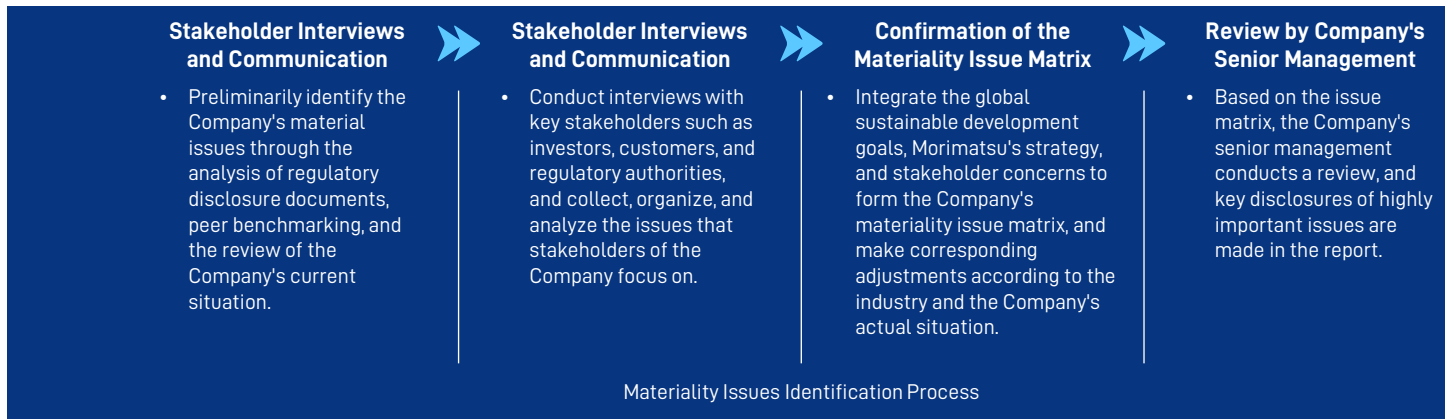 Stakeholder Interviews
and Communication
• Preliminarily identify the
Company's material
issues through the
analysis of regulatory
disclosure documents,
peer benchmarking, and
the review of the
Company's current
situation.
Stakeholder Interviews
and Communication
• Conduct interviews with
key stakeholders such as
investors, customers, and
regulatory authorities,
and collect, organize, and
analyze the issues that
stakeholders of the
Company focus on.
Confirmation of the
Materiality Issue Matrix
• Integrate the global
sustainable development
goals, Morimatsu's strategy,
and stakeholder concerns to
form the Company's
materiality issue matrix, and
make corresponding
adjustments according to the
industry and the Company's
actual situation.
Review by Company's
Senior Management
• Based on the issue
matrix, the Company's
senior management
conducts a review, and
key disclosures of highly
important issues are
made in the report.
Materiality Issues Identification Process